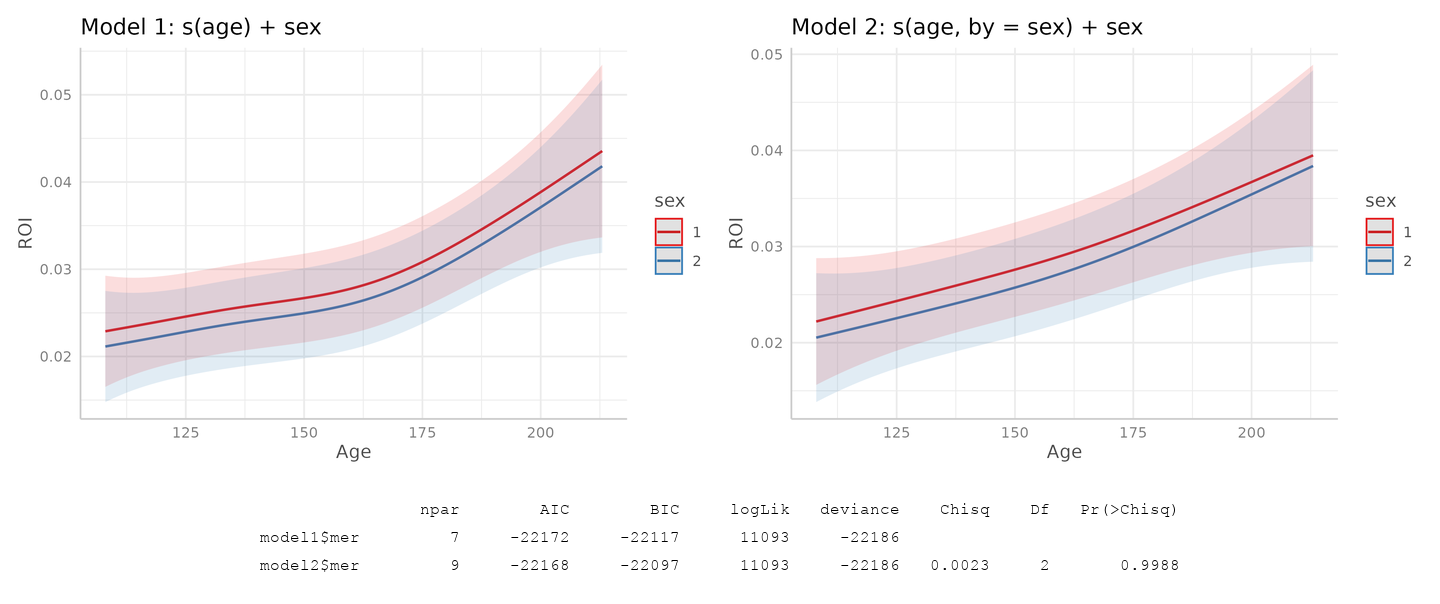 Model 1: s(age) + sex
0.05
0.04
0.03
0.02
ROI
125 150 175 200
Age
sex
1
2
Model 2: s(age, by = sex) + sex
0.05
0.04
0.03
0.02
ROI
125 150 175 200
Age
sex
1
2
npar AIC BIC logLik deviance Chisq Df Pr(>Chisq)
model1$mer 7 -22172 -22117 11093 -22186
model2$mer 9 -22168 -22097 11093 -22186 0.0023 2 0.9988